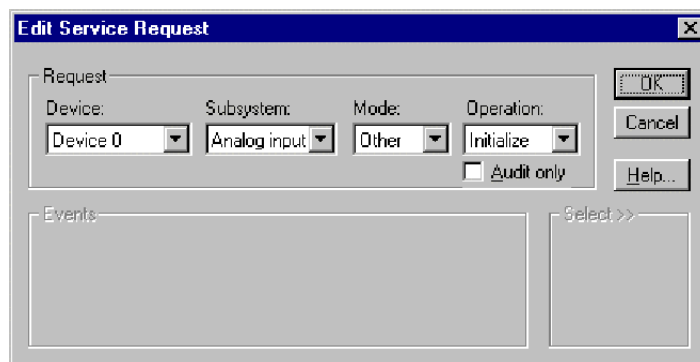 Edit Service Request
Request
Device: Subsystem: Mode: Operation:
Device 0 Analog input Other Initialize
Audit only
OK
Cancel
Help...
Events
Select >>